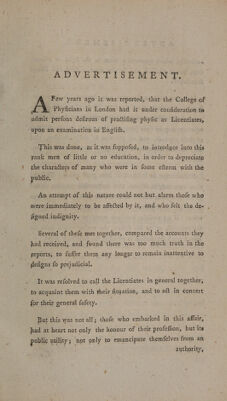 ADVERTISEMENT.
A Few years ago it was reported, that the College of
Phyſicians in London had it under conſideration to
admit perſons deſirous of practiſing phyſic as Licentiates,
upon an examination in Engliſh.
This was done, as it was ſuppoſed, to introduce into this
rank men of little or no education, in order to depreciate
the characters of many who were in ſome eſteem with the
public.
An attempt of this nature could not but alarm thoſe who
were immediately to be affected by it, and who felt the de-
ſigned indignity.
Several of theſe met together, compared the accounts they
had received, and found there was too much truth in the
reports, to ſuffer them any longer to remain inattentive to
deſigns ſo prejudicial.
It was reſolved to call the Licentiates in general together,
to acquaint them with their ſituation, and to act in concert
for their general ſafety.
But this was not all; thoſe who embarked in this affair,
had at heart not only the honour of their profeſſion, but its
public utility; not only to emancipate themſelves from an
authority,